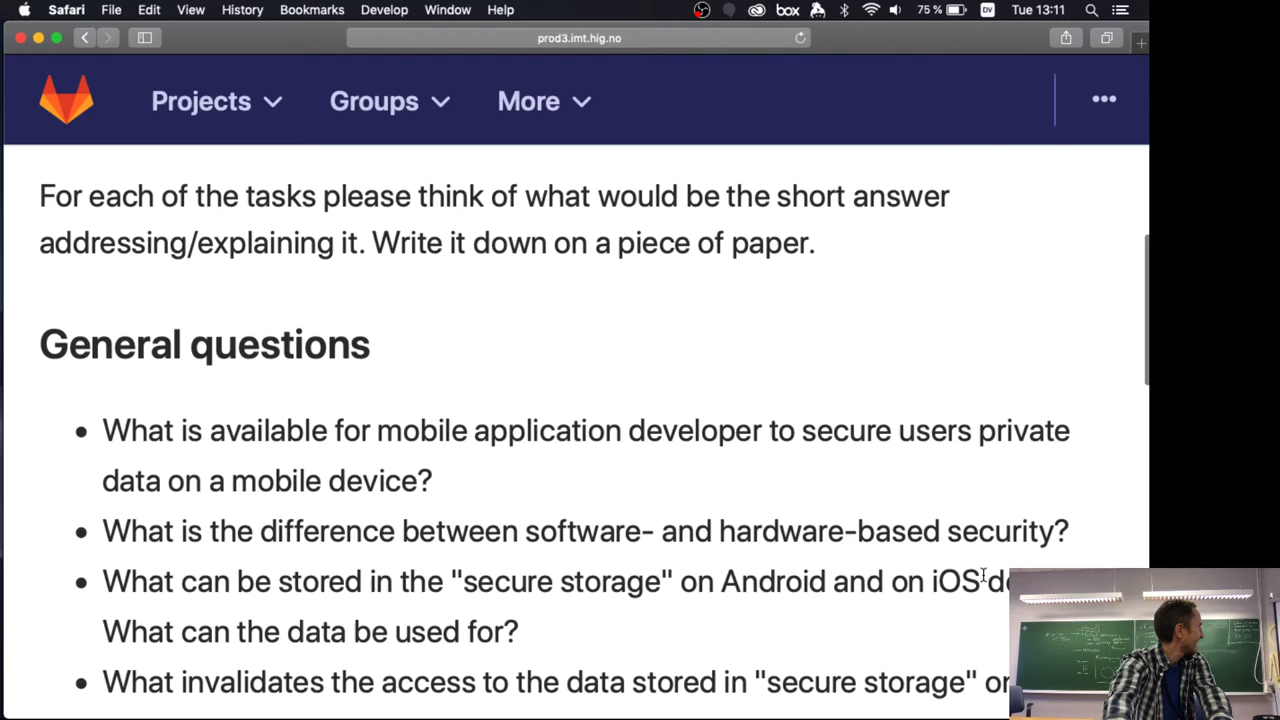 Safari File Edit View History Bookmarks Develop Window Help box 75 % DV Tue 13:11
prod3.imt.hig.no
Projects Groups More
For each of the tasks please think of what would be the short answer
addressing/explaining it. Write it down on a piece of paper.
General questions
What is available for mobile application developer to secure users private
data on a mobile device?
What is the difference between software- and hardware-based security?
What can be stored in the "secure storage" on Android and on iOS
What can the data be used for?
What invalidates the access to the data stored in "secure storage"